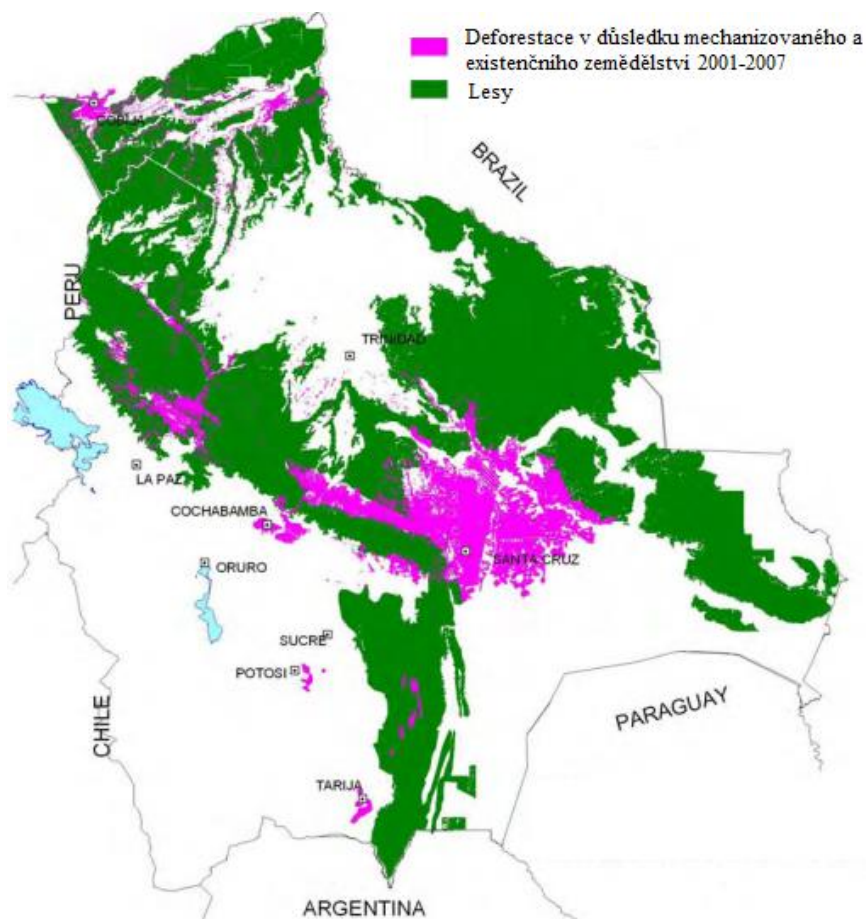 Deforestace v důsledku mechanizovaného a
existenčního zemědělství 2001-2007
Lesy
COBIJA
BRAZIL
PERU
TRINIDAD
LA PAZ
COCHABAMBA
SANTA CRUZ
ORURO
SUCRE
POTOSI
CHILE
PARAGUAY
TARIJA
ARGENTINA